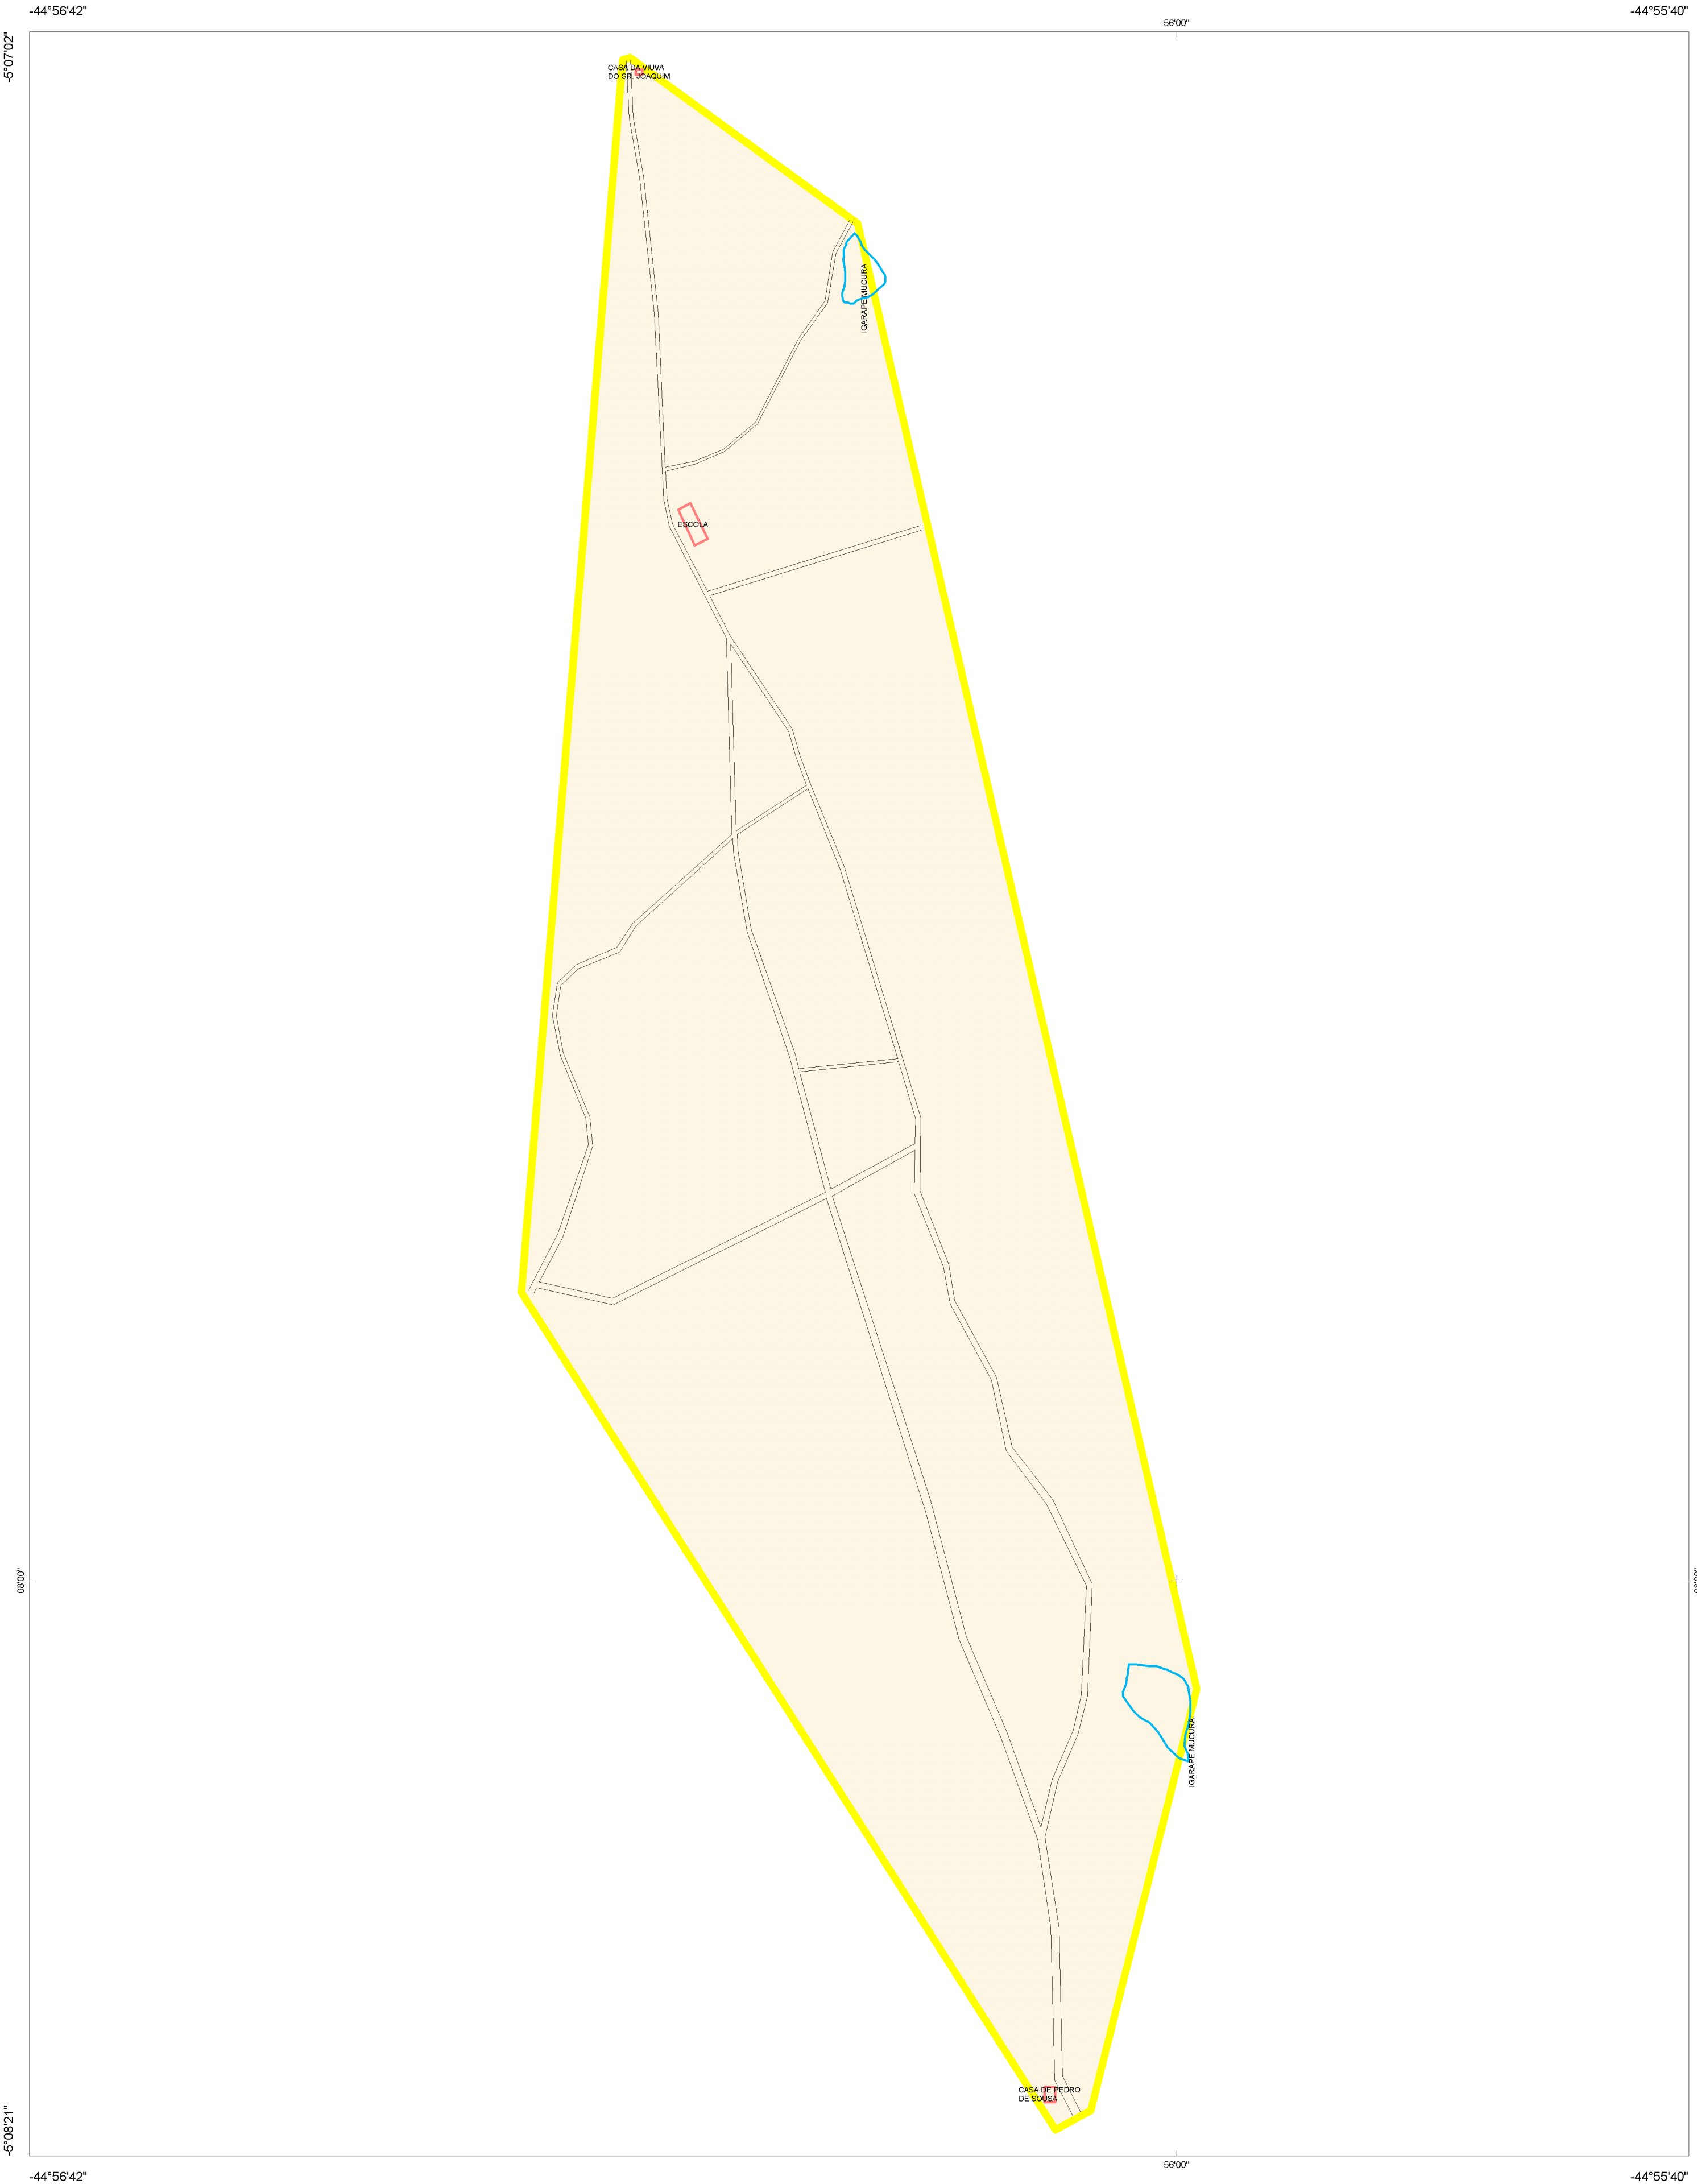 -44°56'42"
56'00"
-44°55'40"
-5°07'02"
CASA DA VIUVA
DO SR. JOAQUIM
IGARAPE MUCURA
ESCOLA
08'00"
08'00"
IGARAPE MUCURA
CASA DE PEDRO
DE SOUSA
-5°08'21"
-44°56'42"
56'00"
-44°55'40"